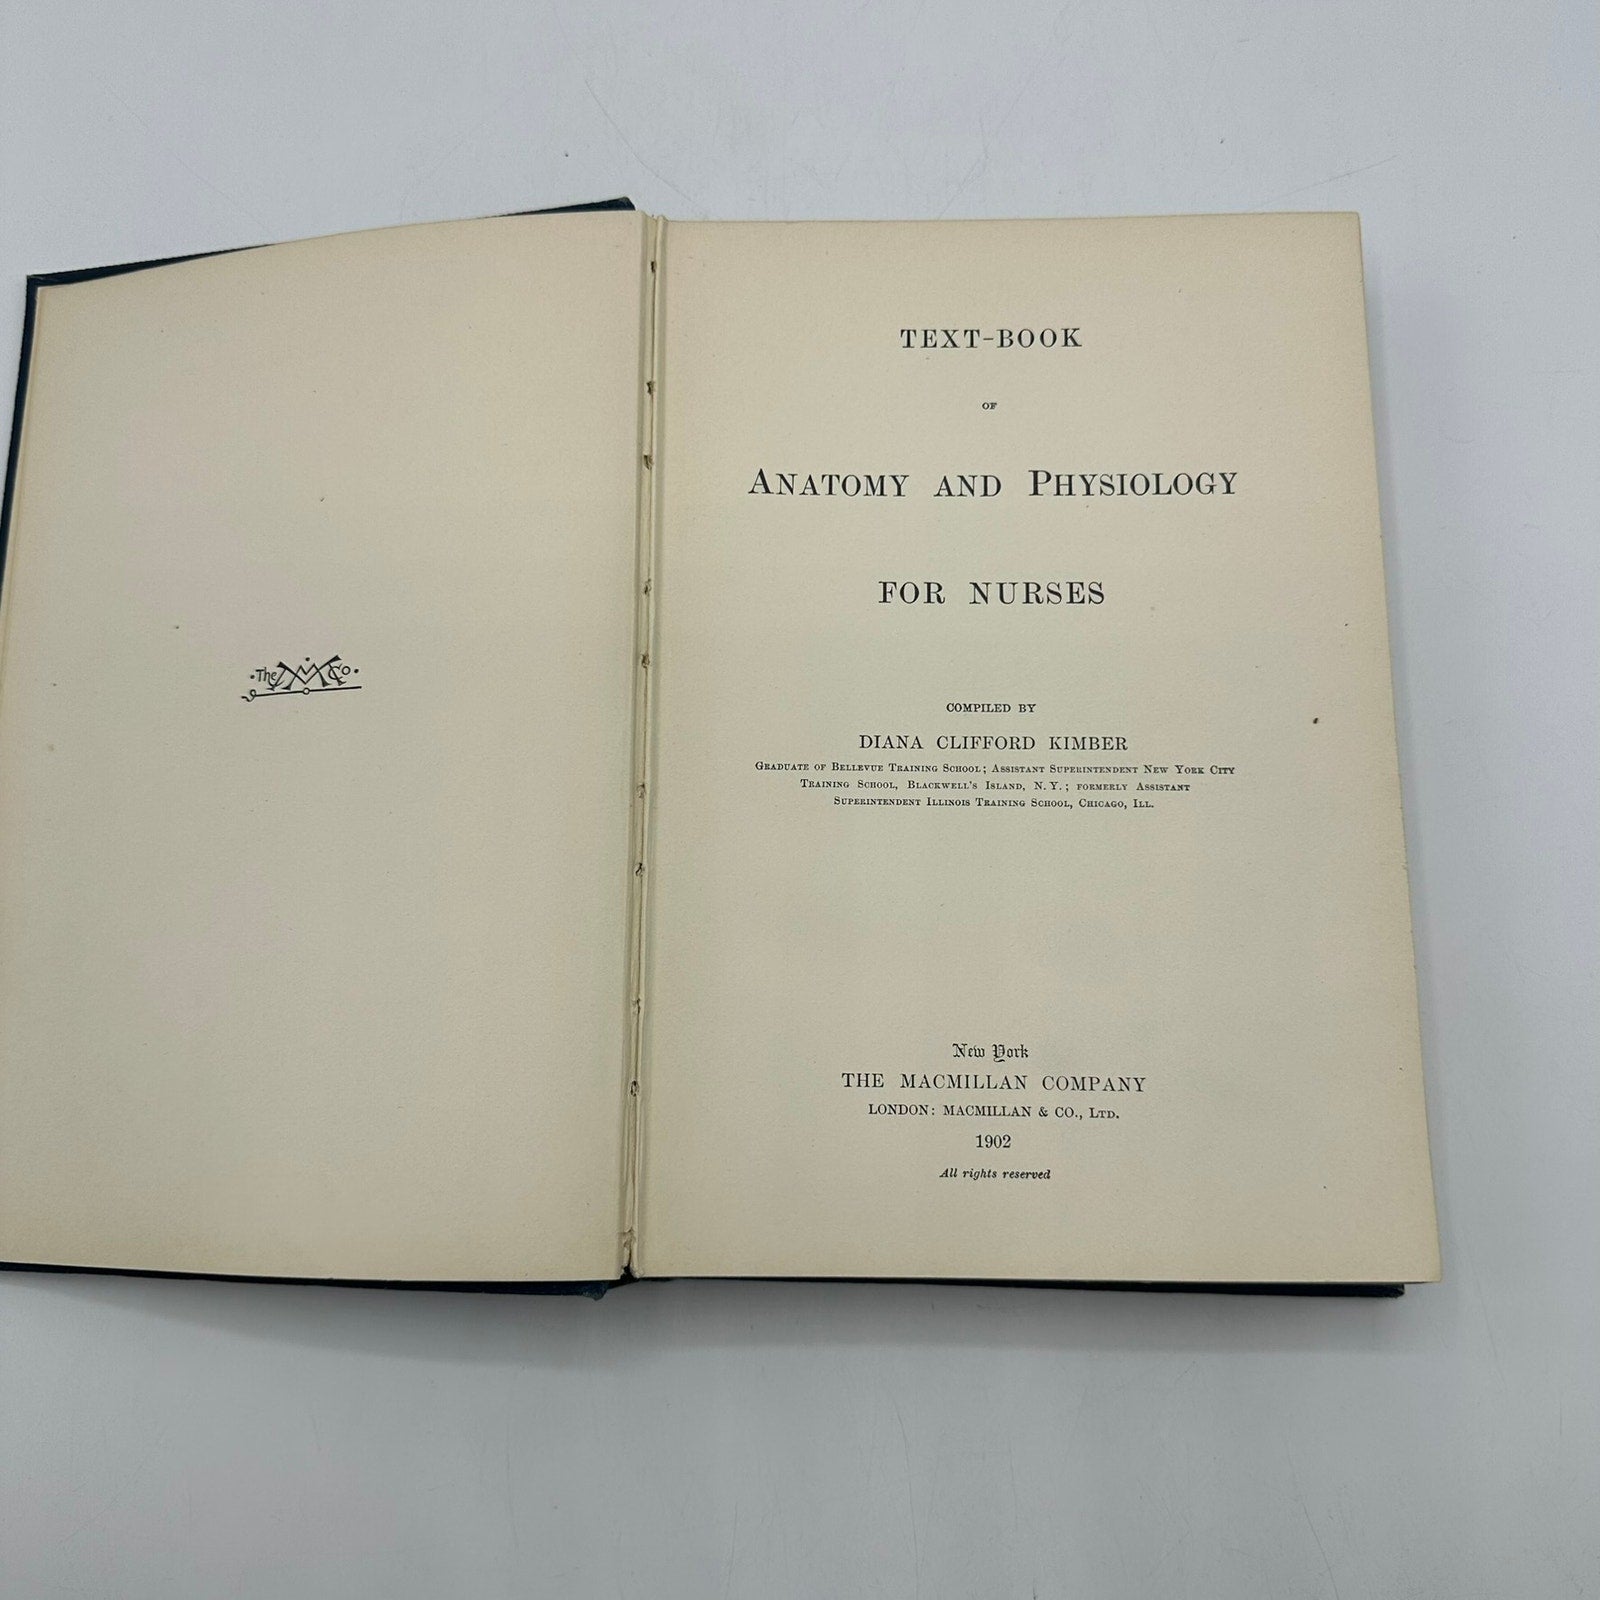 The M Co.
TEXT-BOOK
OF
ANATOMY AND PHYSIOLOGY
FOR NURSES
COMPILED BY
DIANA CLIFFORD KIMBER
GRADUATE OF BELLEVUE TRAINING SCHOOL; ASSISTANT SUPERINTENDENT NEW YORK CITY
TRAINING SCHOOL, BLACKWELL'S ISLAND, N. Y.; FORMERLY ASSISTANT
SUPERINTENDENT ILLINOIS TRAINING SCHOOL, CHICAGO, ILL.
New York
THE MACMILLAN COMPANY
LONDON: MACMILLAN & CO., LTD.
1902
All rights reserved